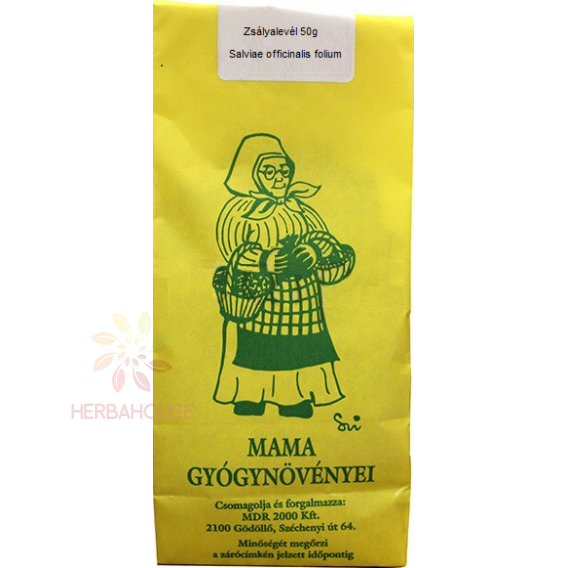 Zsályalevél 50g
Salviae officinalis folium
HERBAHOUSE
MAMA
GYÓGYNÖVÉNYEI
Csomagolja és forgalmazza:
MDR 2000 Kft.
2100 Gödöllő, Széchenyi út 64.
Minőségét megőrzi
a zárócímkén jelzett időpontig